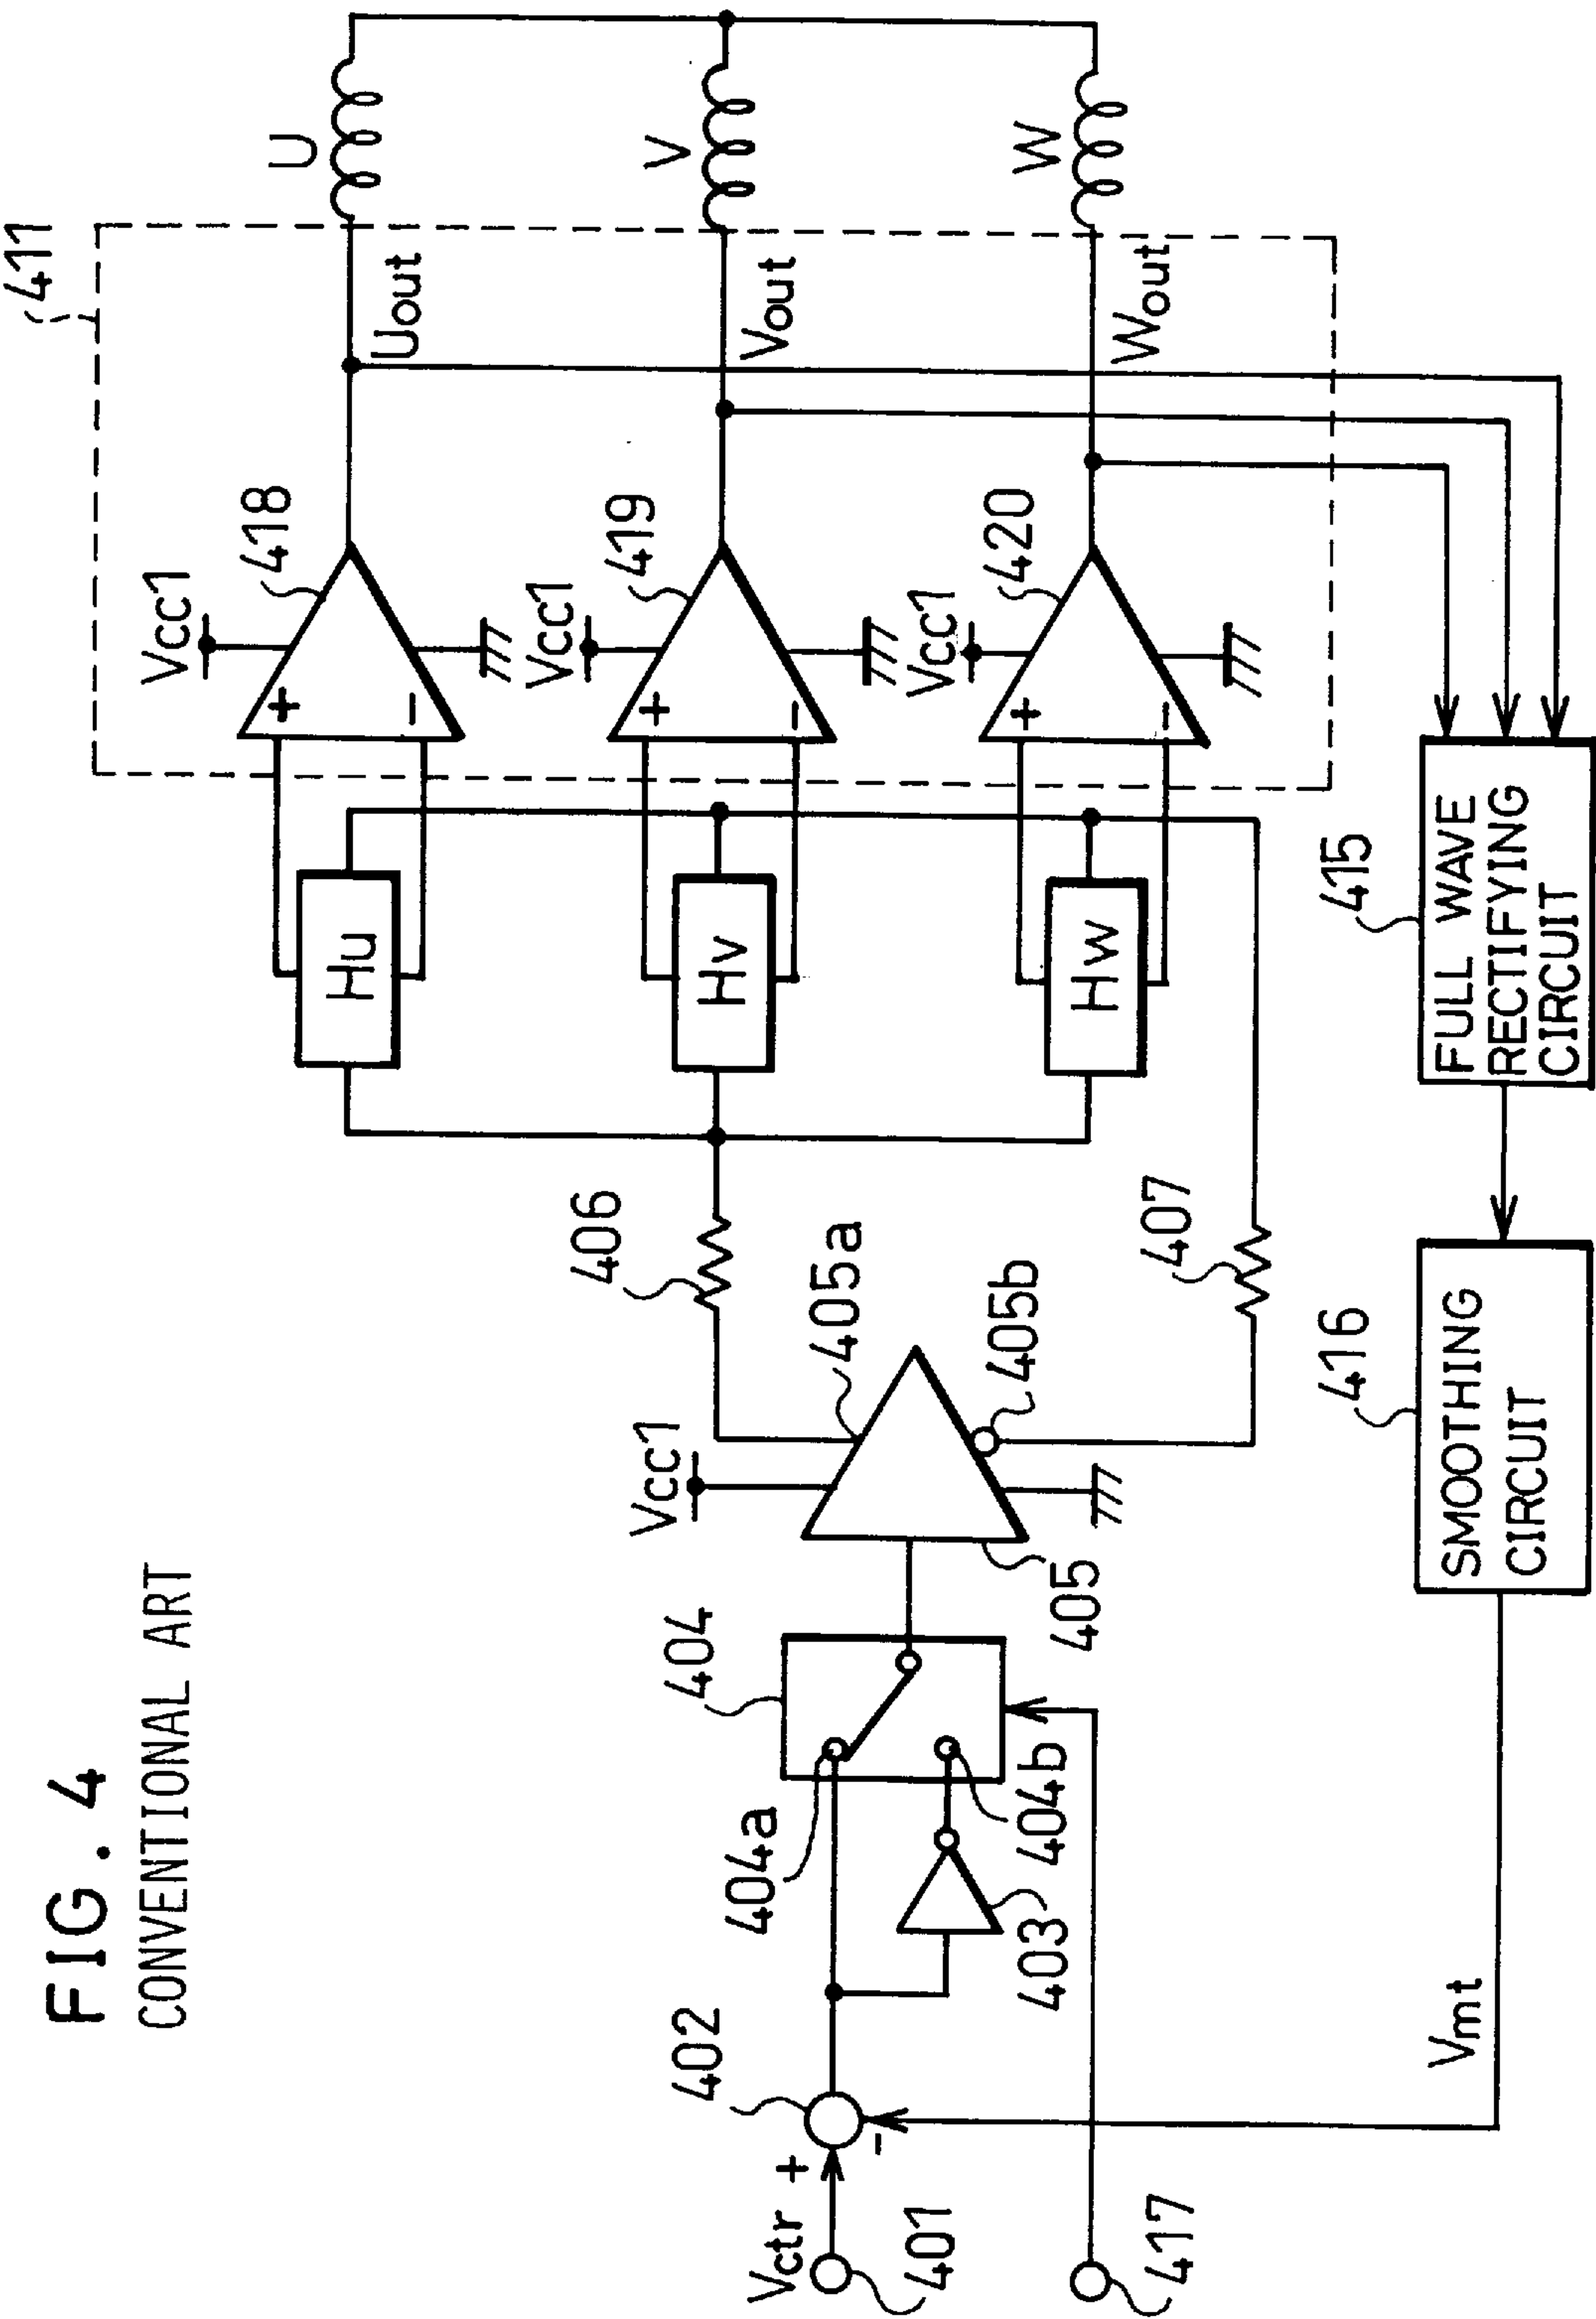 FIG. 4
CONVENTIONAL ART
411
U
V
W
Uout
Vout
Wout
Vcc1
418
Vcc1
419
Vcc1
420
+
-
+
-
+
-
Hu
Hv
Hw
406
407
Vcc1
405a
405b
405
404
404a
404b
403
402
Vctr
+
-
401
417
Vmt
415
FULL WAVE
RECTIFYING
CIRCUIT
416
SMOOTHING
CIRCUIT